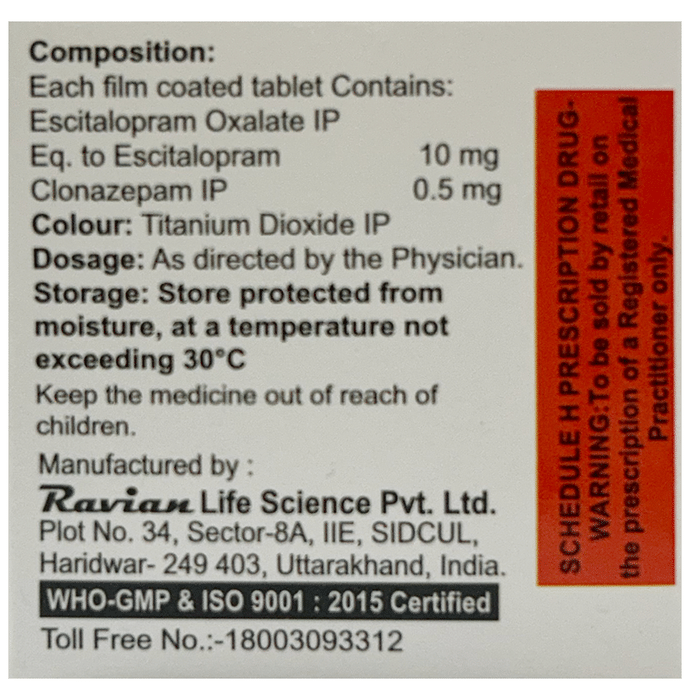 Composition:
Each film coated tablet Contains:
Escitalopram Oxalate IP
Eq. to Escitalopram 10 mg
Clonazepam IP 0.5 mg
Colour: Titanium Dioxide IP
Dosage: As directed by the Physician.
Storage: Store protected from
moisture, at a temperature not
exceeding 30°C
Keep the medicine out of reach of
children.
Manufactured by :
Ravian Life Science Pvt. Ltd.
Plot No. 34, Sector-8A, IIE, SIDCUL,
Haridwar- 249 403, Uttarakhand, India.
WHO-GMP & ISO 9001 : 2015 Certified
Toll Free No.:-18003093312
SCHEDULE H PRESCRIPTION DRUG-
WARNING:To be sold by retail on
the prescription of a Registered Medical
Practitioner only.